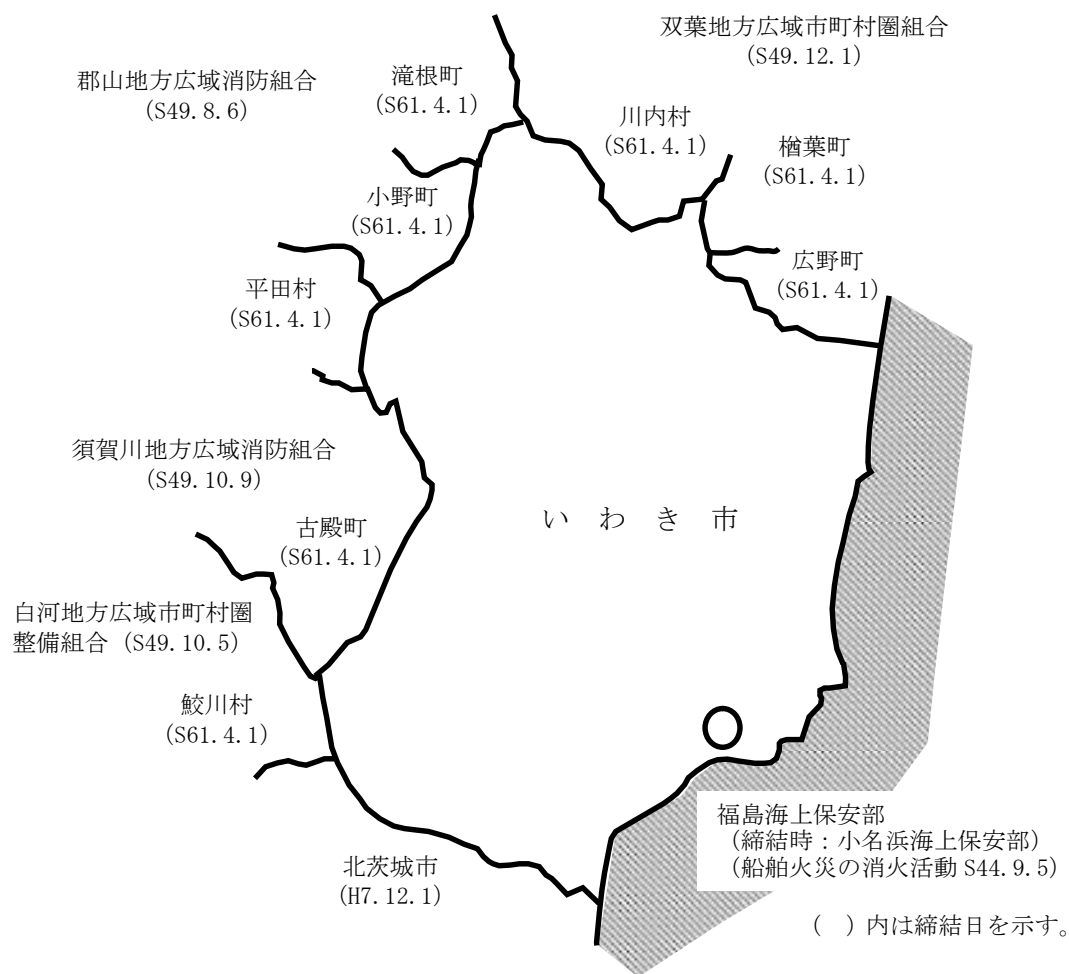 双葉地方広域市町村圏組合
(S49.12.1)
郡山地方広域消防組合
(S49.8.6)
滝根町
(S61.4.1)
川内村
(S61.4.1)
楢葉町
(S61.4.1)
小野町
(S61.4.1)
広野町
(S61.4.1)
平田村
(S61.4.1)
須賀川地方広域消防組合
(S49.10.9)
いわき市
古殿町
(S61.4.1)
白河地方広域市町村圏
整備組合 (S49.10.5)
鮫川村
(S61.4.1)
福島海上保安部
(締結時:小名浜海上保安部)
(船舶火災の消火活動 S44.9.5)
北茨城市
(H7.12.1)
( )内は締結日を示す。